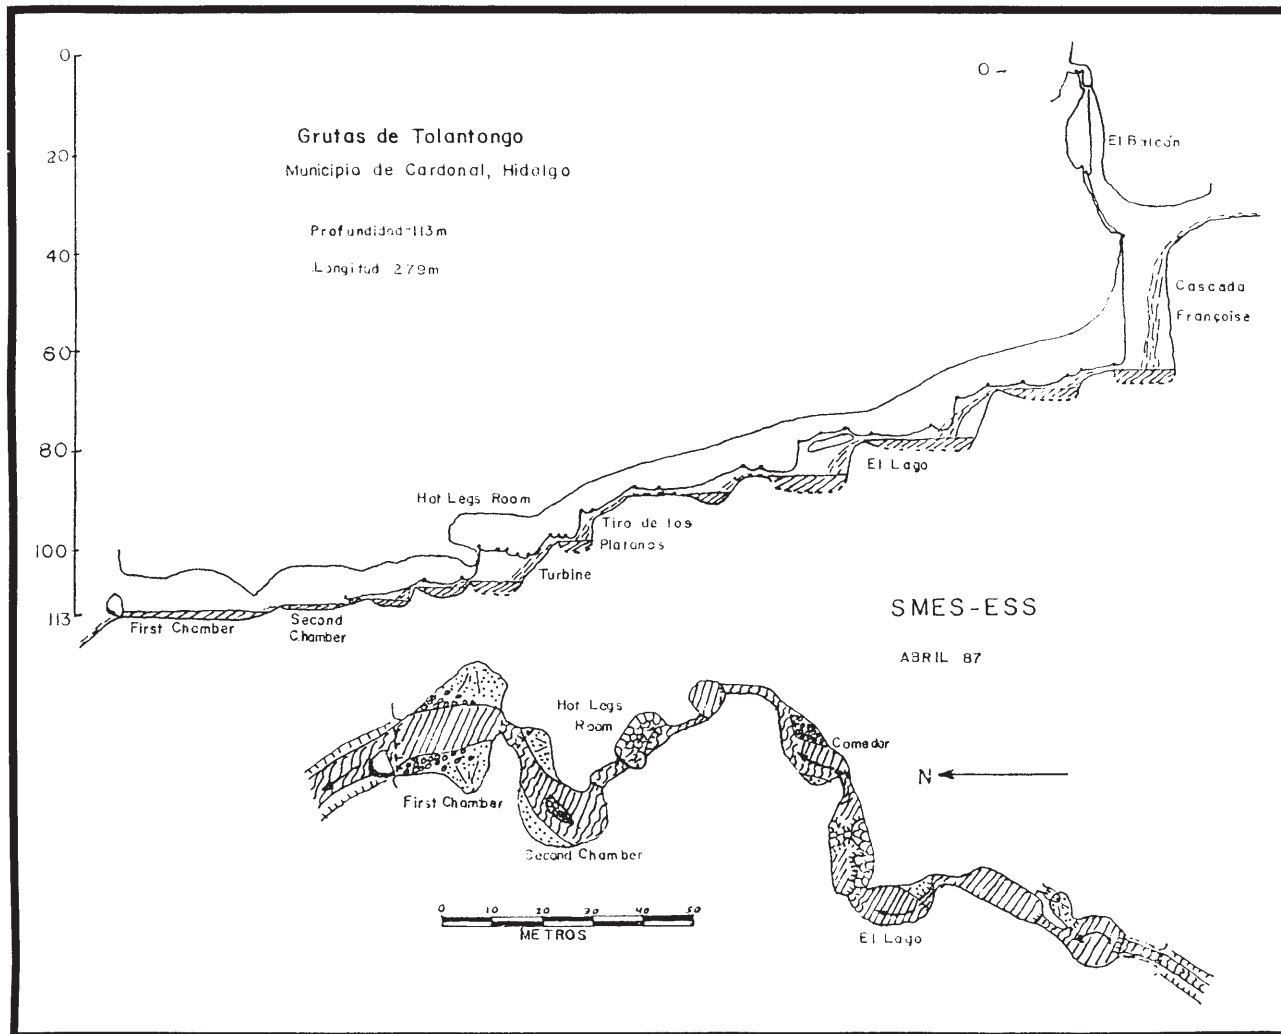 0
20
40
60
80
100
113
Grutas de Tolantongo
Municipio de Cardonal, Hidalgo
Profundidad-113m
Longitud 279m
0-
El Balcón
Cascada
Françoise
El Lago
Hot Legs Room
Tiro de los
Platanos
Turbine
First Chamber
Second
Chamber
SMES-ESS
ABRIL 87
Hot Legs
Room
Comedor
N
First Chamber
Second Chamber
El Lago
0 10 20 30 40 50
METROS